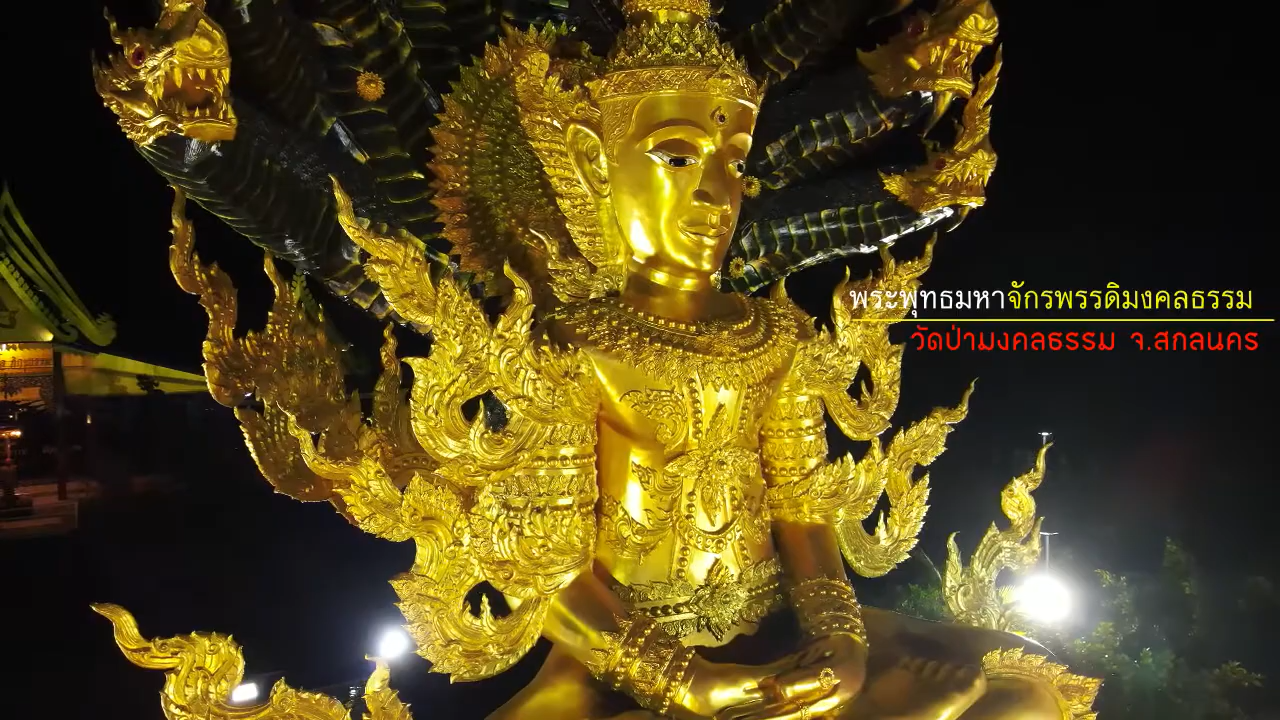 พระพุทธมหาจักรพรรดิมงคลธรรม
วัดป่ามงคลธรรม จ.สกลนคร